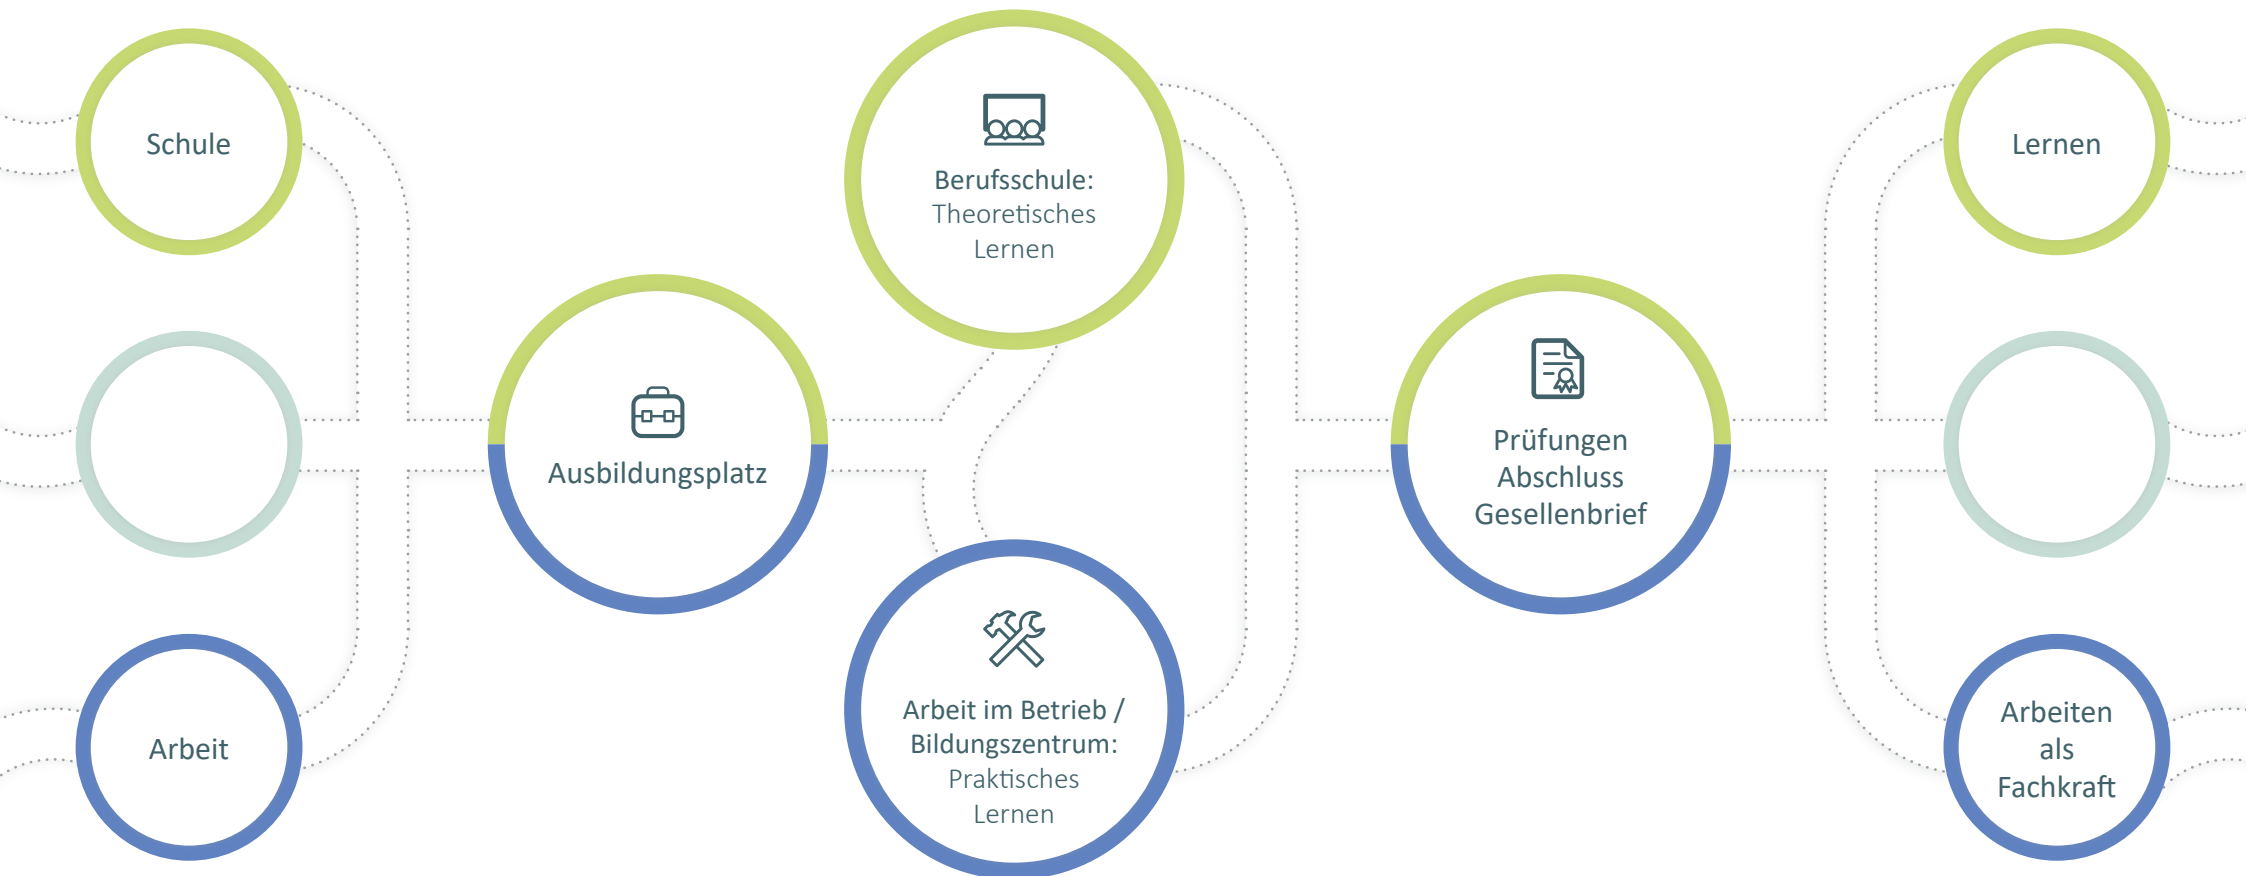 Schule
Arbeit
Ausbildungsplatz
Berufsschule:
Theoretisches
Lernen
Arbeit im Betrieb /
Bildungszentrum:
Praktisches
Lernen
Prüfungen
Abschluss
Gesellenbrief
Lernen
Arbeiten
als
Fachkraft